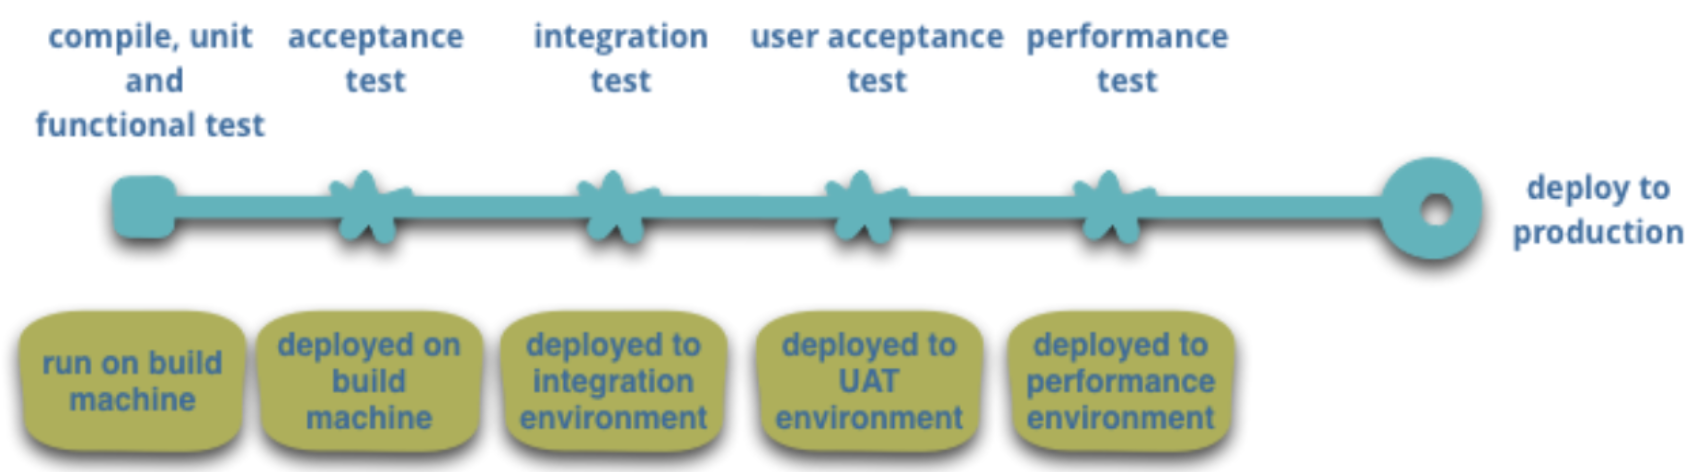 compile, unit
and
functional test
acceptance
test
integration
test
user acceptance
test
performance
test
deploy to
production
run on build
machine
deployed on
build
machine
deployed to
integration
environment
deployed to
UAT
environment
deployed to
performance
environment